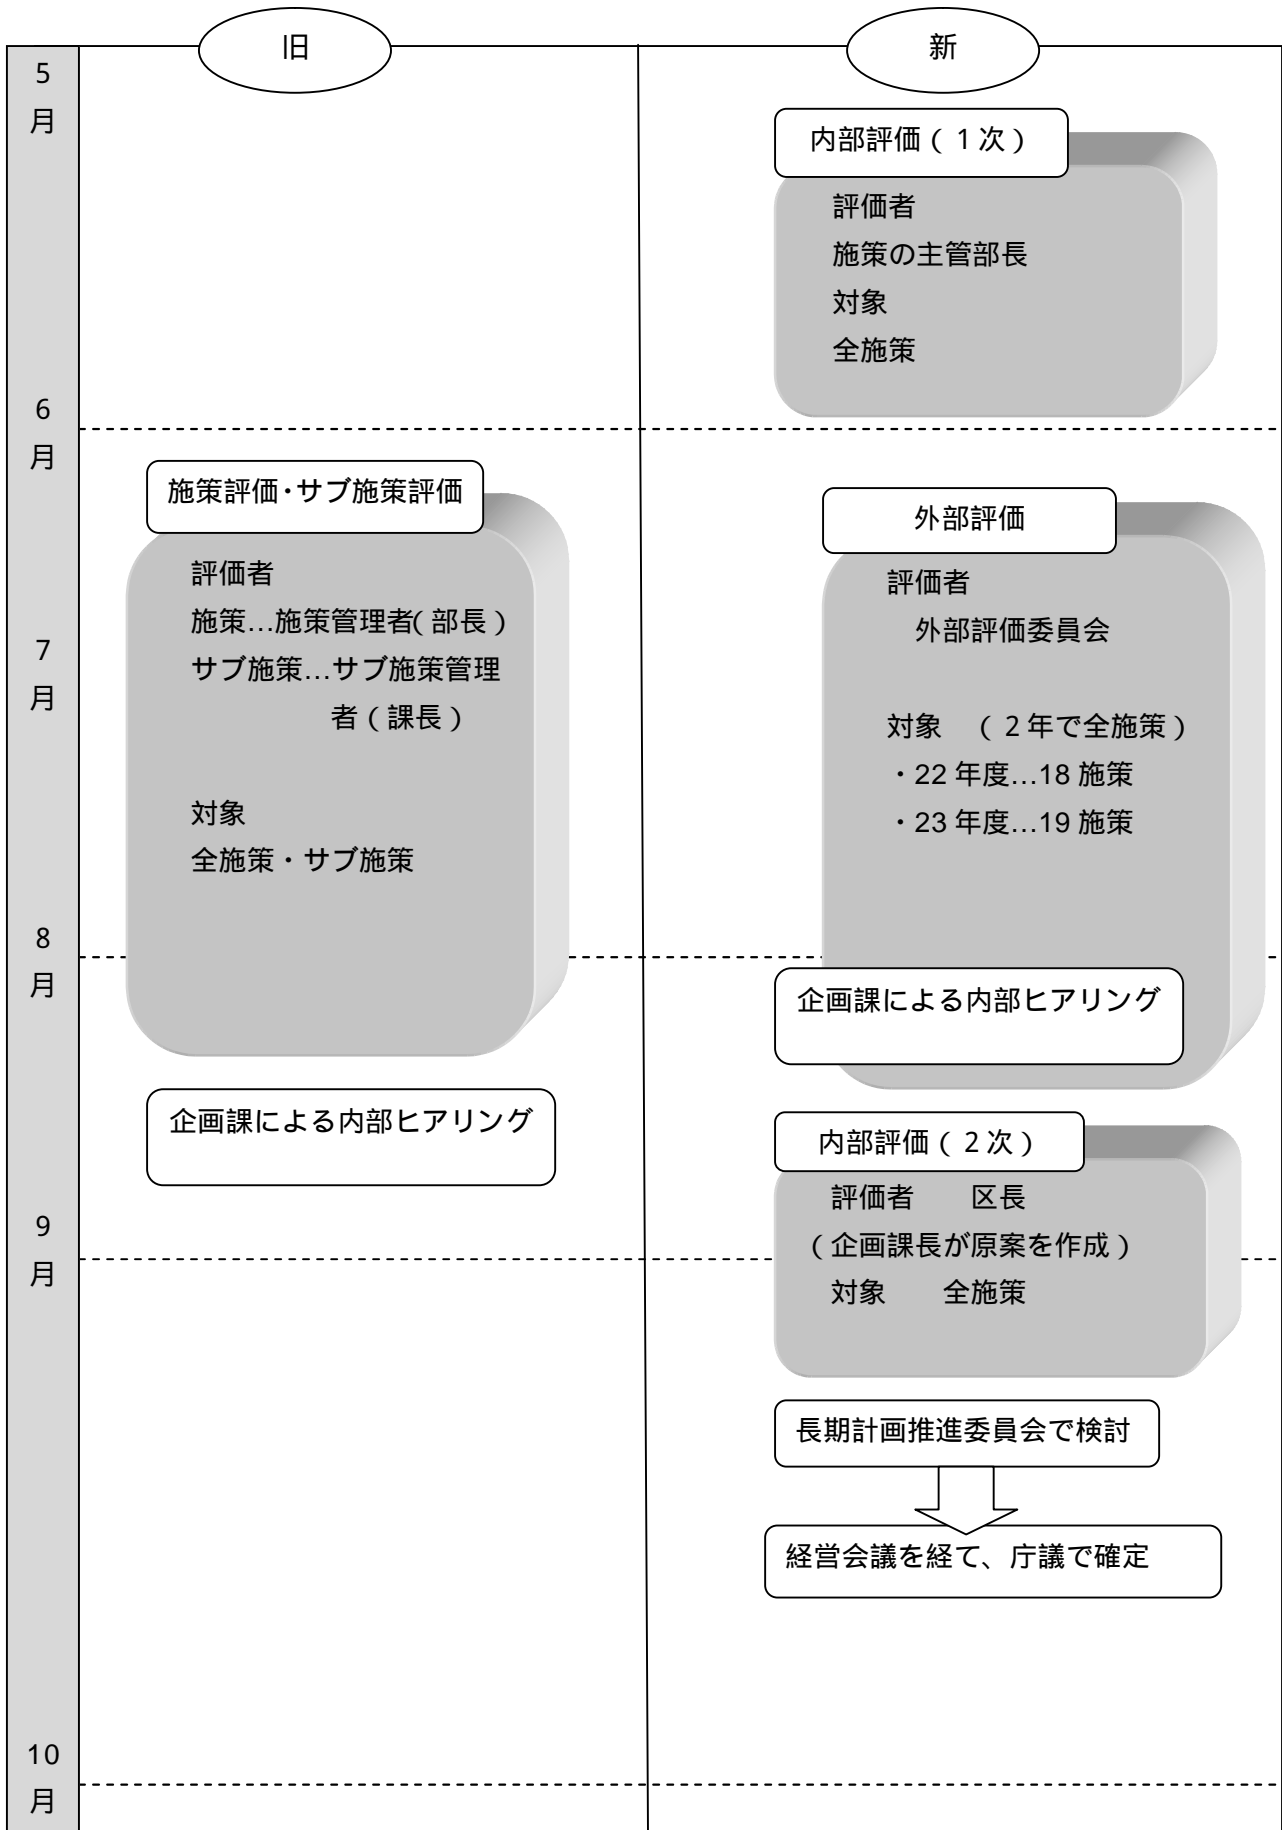 旧
新
5
月
内部評価（1次）
評価者
施策の主管部長
対象
全施策
6
月
施策評価・サブ施策評価
評価者
施策…施策管理者（部長）
サブ施策…サブ施策管理
者（課長）
対象
全施策・サブ施策
外部評価
評価者
外部評価委員会
対象　（2年で全施策）
・22年度…18施策
・23年度…19施策
7
月
8
月
企画課による内部ヒアリング
企画課による内部ヒアリング
内部評価（2次）
評価者　　区長
（企画課長が原案を作成）
対象　　全施策
9
月
長期計画推進委員会で検討
経営会議を経て、庁議で確定
10
月